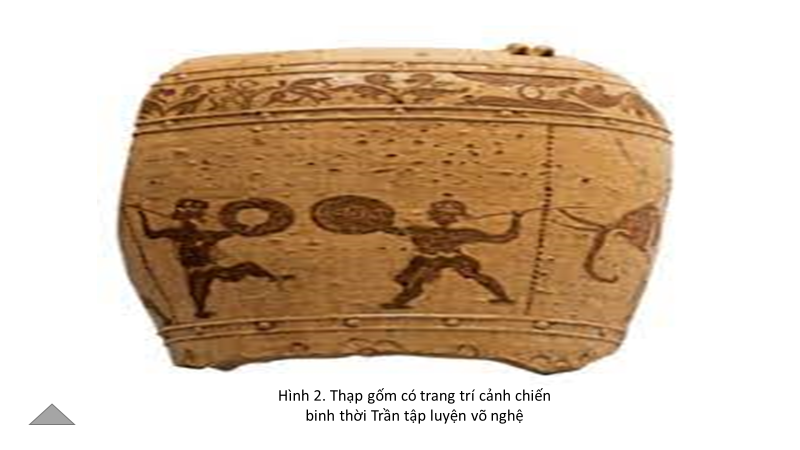 Hình 2. Thạp gốm có trang trí cảnh chiến
binh thời Trần tập luyện võ nghệ